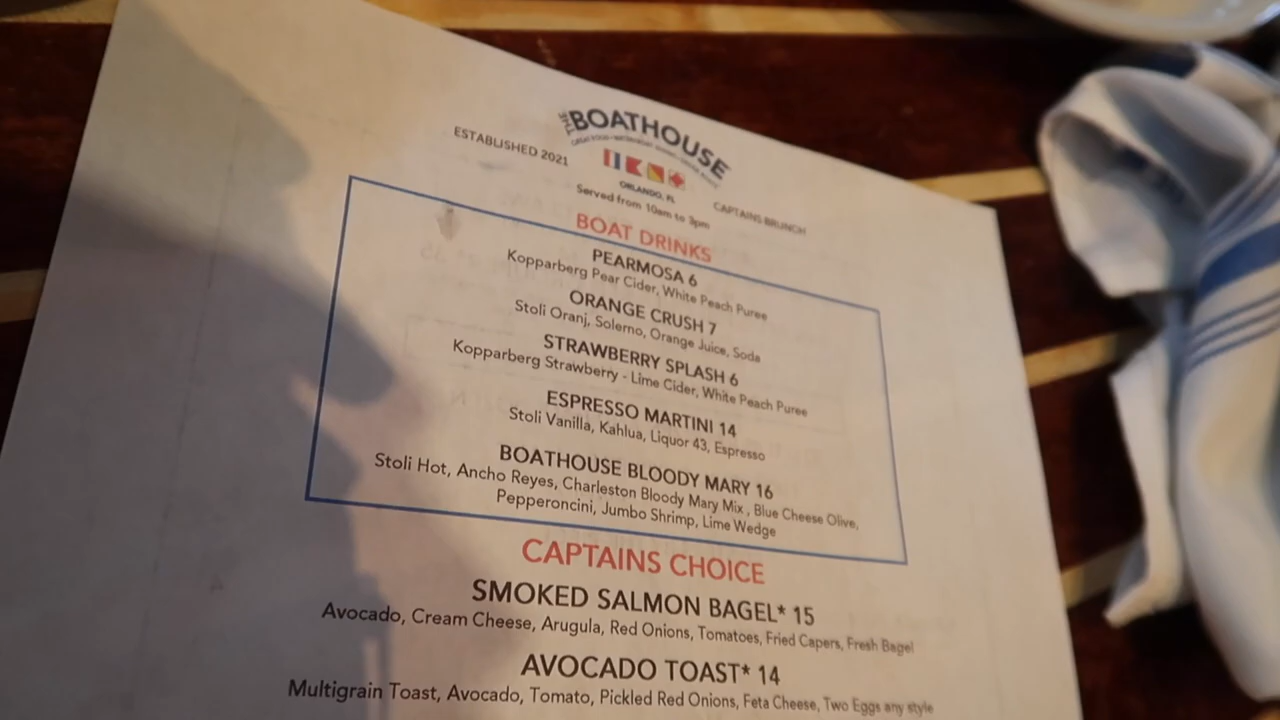 THE BOATHOUSE
ESTABLISHED 2021
ORLANDO, FL
CAPTAINS BRUNCH
Served from 10am to 3pm
BOAT DRINKS
PEARMOSA 6
Kopparberg Pear Cider, White Peach Puree
ORANGE CRUSH 7
Stoli Oranj, Solerno, Orange Juice, Soda
STRAWBERRY SPLASH 6
Kopparberg Strawberry - Lime Cider, White Peach Puree
ESPRESSO MARTINI 14
Stoli Vanilla, Kahlua, Liquor 43, Espresso
BOATHOUSE BLOODY MARY 16
Stoli Hot, Ancho Reyes, Charleston Bloody Mary Mix , Blue Cheese Olive,
Pepperoncini, Jumbo Shrimp, Lime Wedge
CAPTAINS CHOICE
SMOKED SALMON BAGEL* 15
Avocado, Cream Cheese, Arugula, Red Onions, Tomatoes, Fried Capers, Fresh Bagel
AVOCADO TOAST* 14
Multigrain Toast, Avocado, Tomato, Pickled Red Onions, Feta Cheese, Two Eggs any style